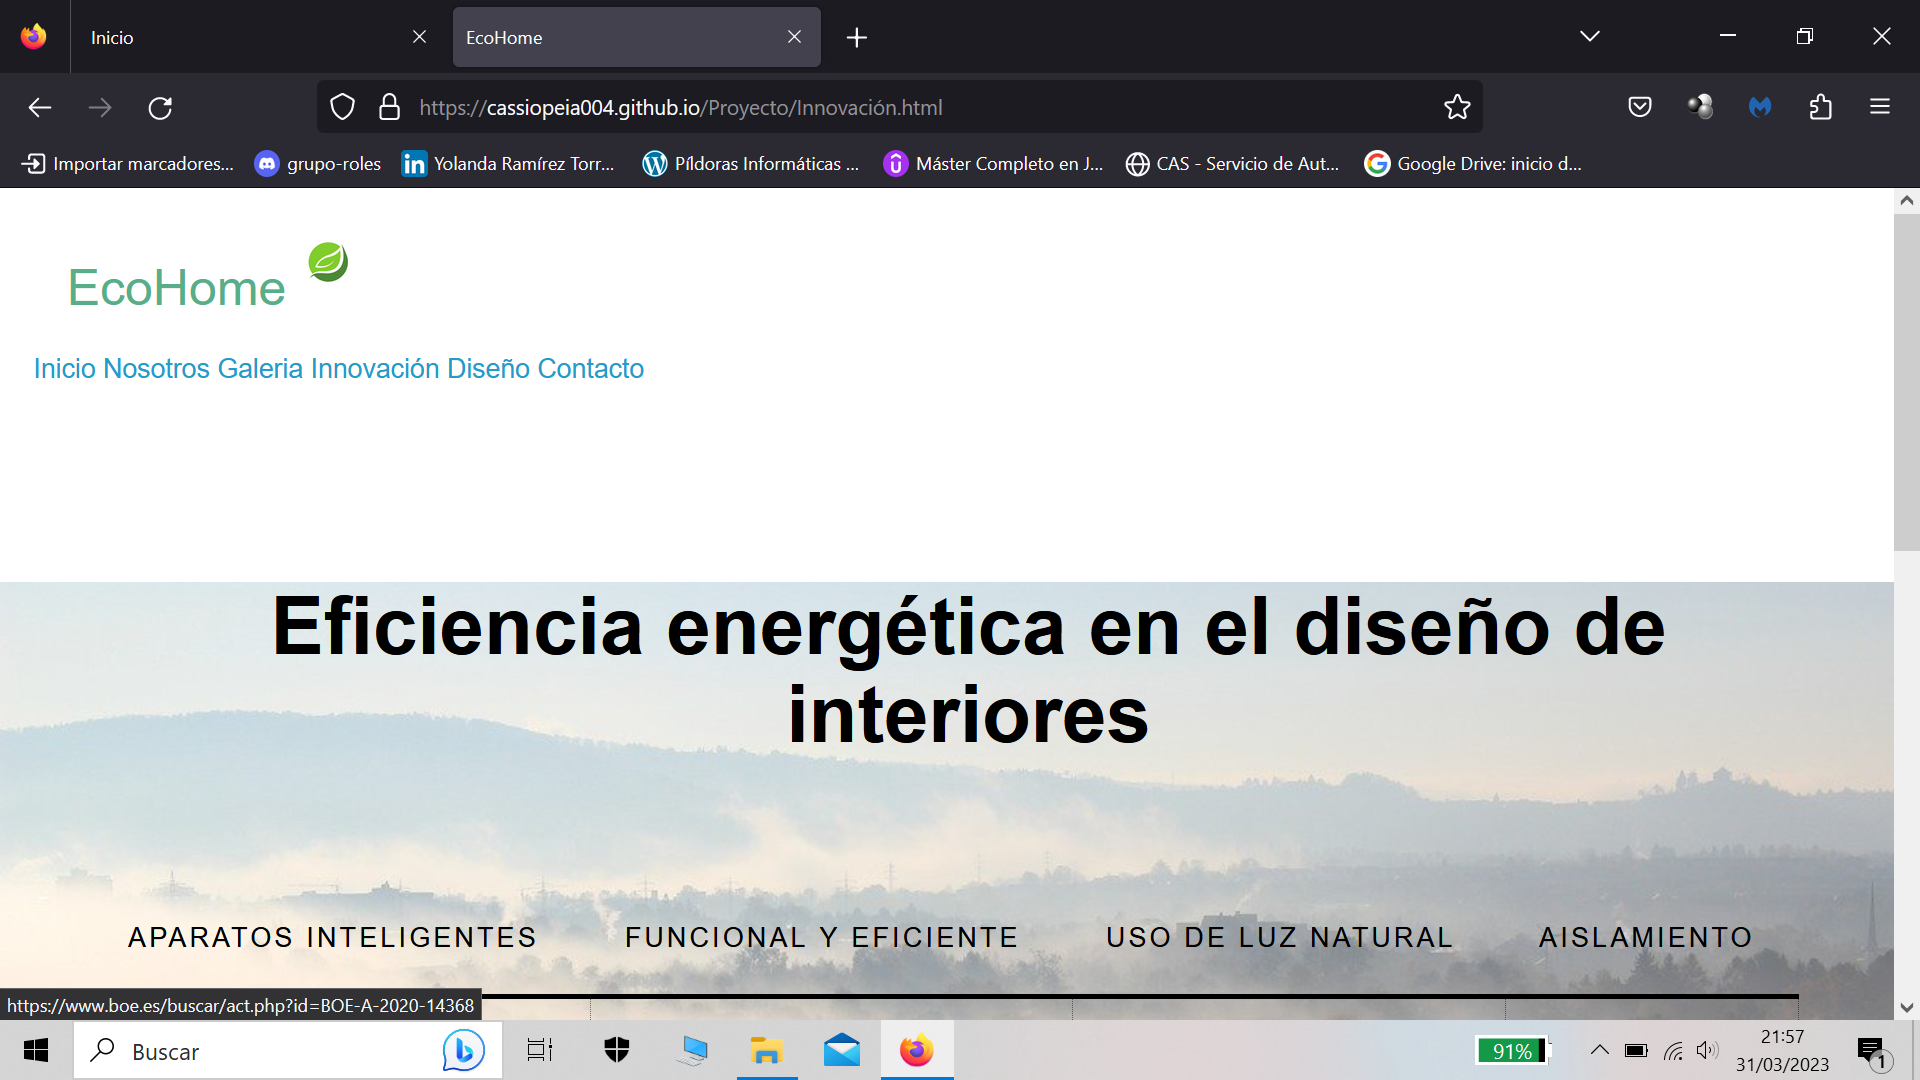 Inicio
EcoHome
https://cassiopeia004.github.io/Proyecto/Innovación.html
Importar marcadores...
grupo-roles
Yolanda Ramírez Torr...
Píldoras Informáticas ...
Máster Completo en J...
CAS - Servicio de Aut...
Google Drive: inicio d...
EcoHome
Inicio Nosotros Galeria Innovación Diseño Contacto
Eficiencia energética en el diseño de
interiores
APARATOS INTELIGENTES
FUNCIONAL Y EFICIENTE
USO DE LUZ NATURAL
AISLAMIENTO
https://www.boe.es/buscar/act.php?id=BOE-A-2020-14368
Buscar
91%
21:57
31/03/2023
1